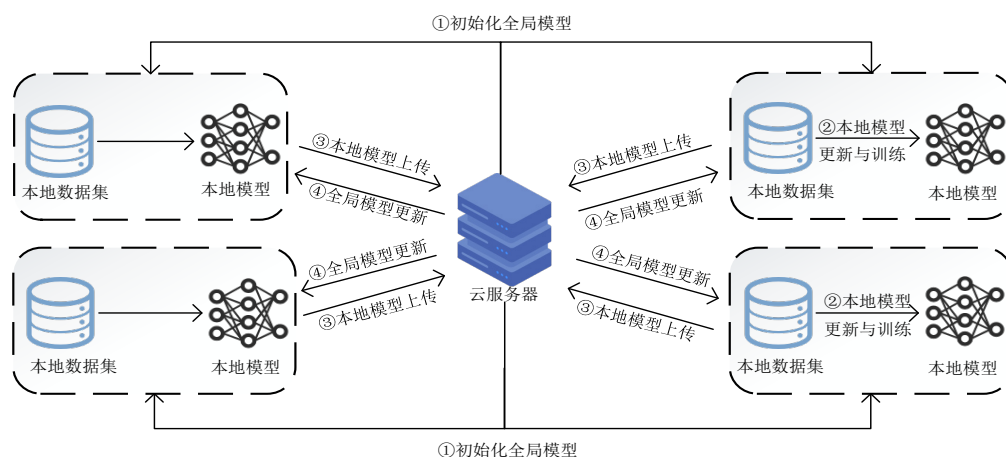 ①初始化全局模型
本地数据集
本地模型
③本地模型上传
④全局模型更新
③本地模型上传
④全局模型更新
②本地模型
更新与训练
本地数据集
本地模型
云服务器
本地数据集
本地模型
④全局模型更新
③本地模型上传
④全局模型更新
③本地模型上传
②本地模型
更新与训练
本地数据集
本地模型
①初始化全局模型